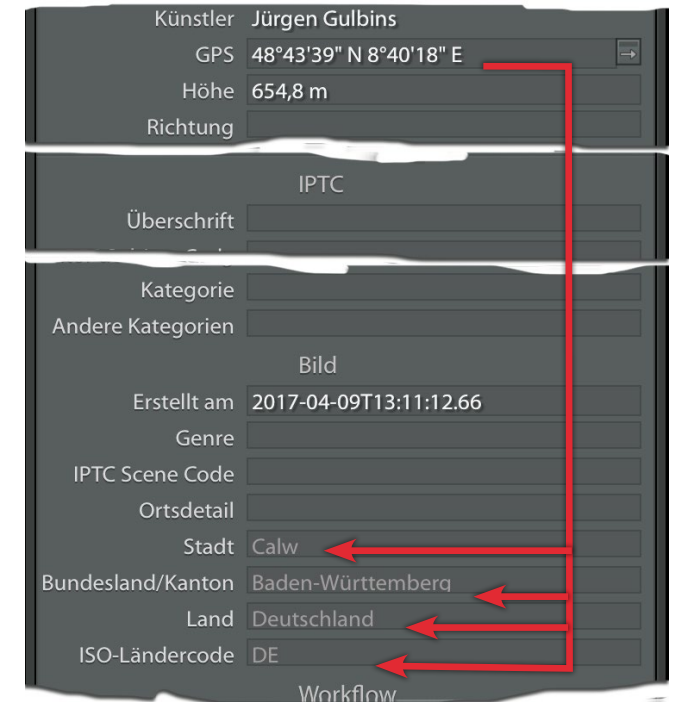 Künstler Jürgen Gulbins
GPS 48°43'39" N 8°40'18" E
Höhe 654,8 m
Richtung
IPTC
Überschrift
Kategorie
Andere Kategorien
Bild
Erstellt am 2017-04-09T13:11:12.66
Genre
IPTC Scene Code
Ortsdetail
Stadt Calw
Bundesland/Kanton Baden-Württemberg
Land Deutschland
ISO-Ländercode DE
Workflow